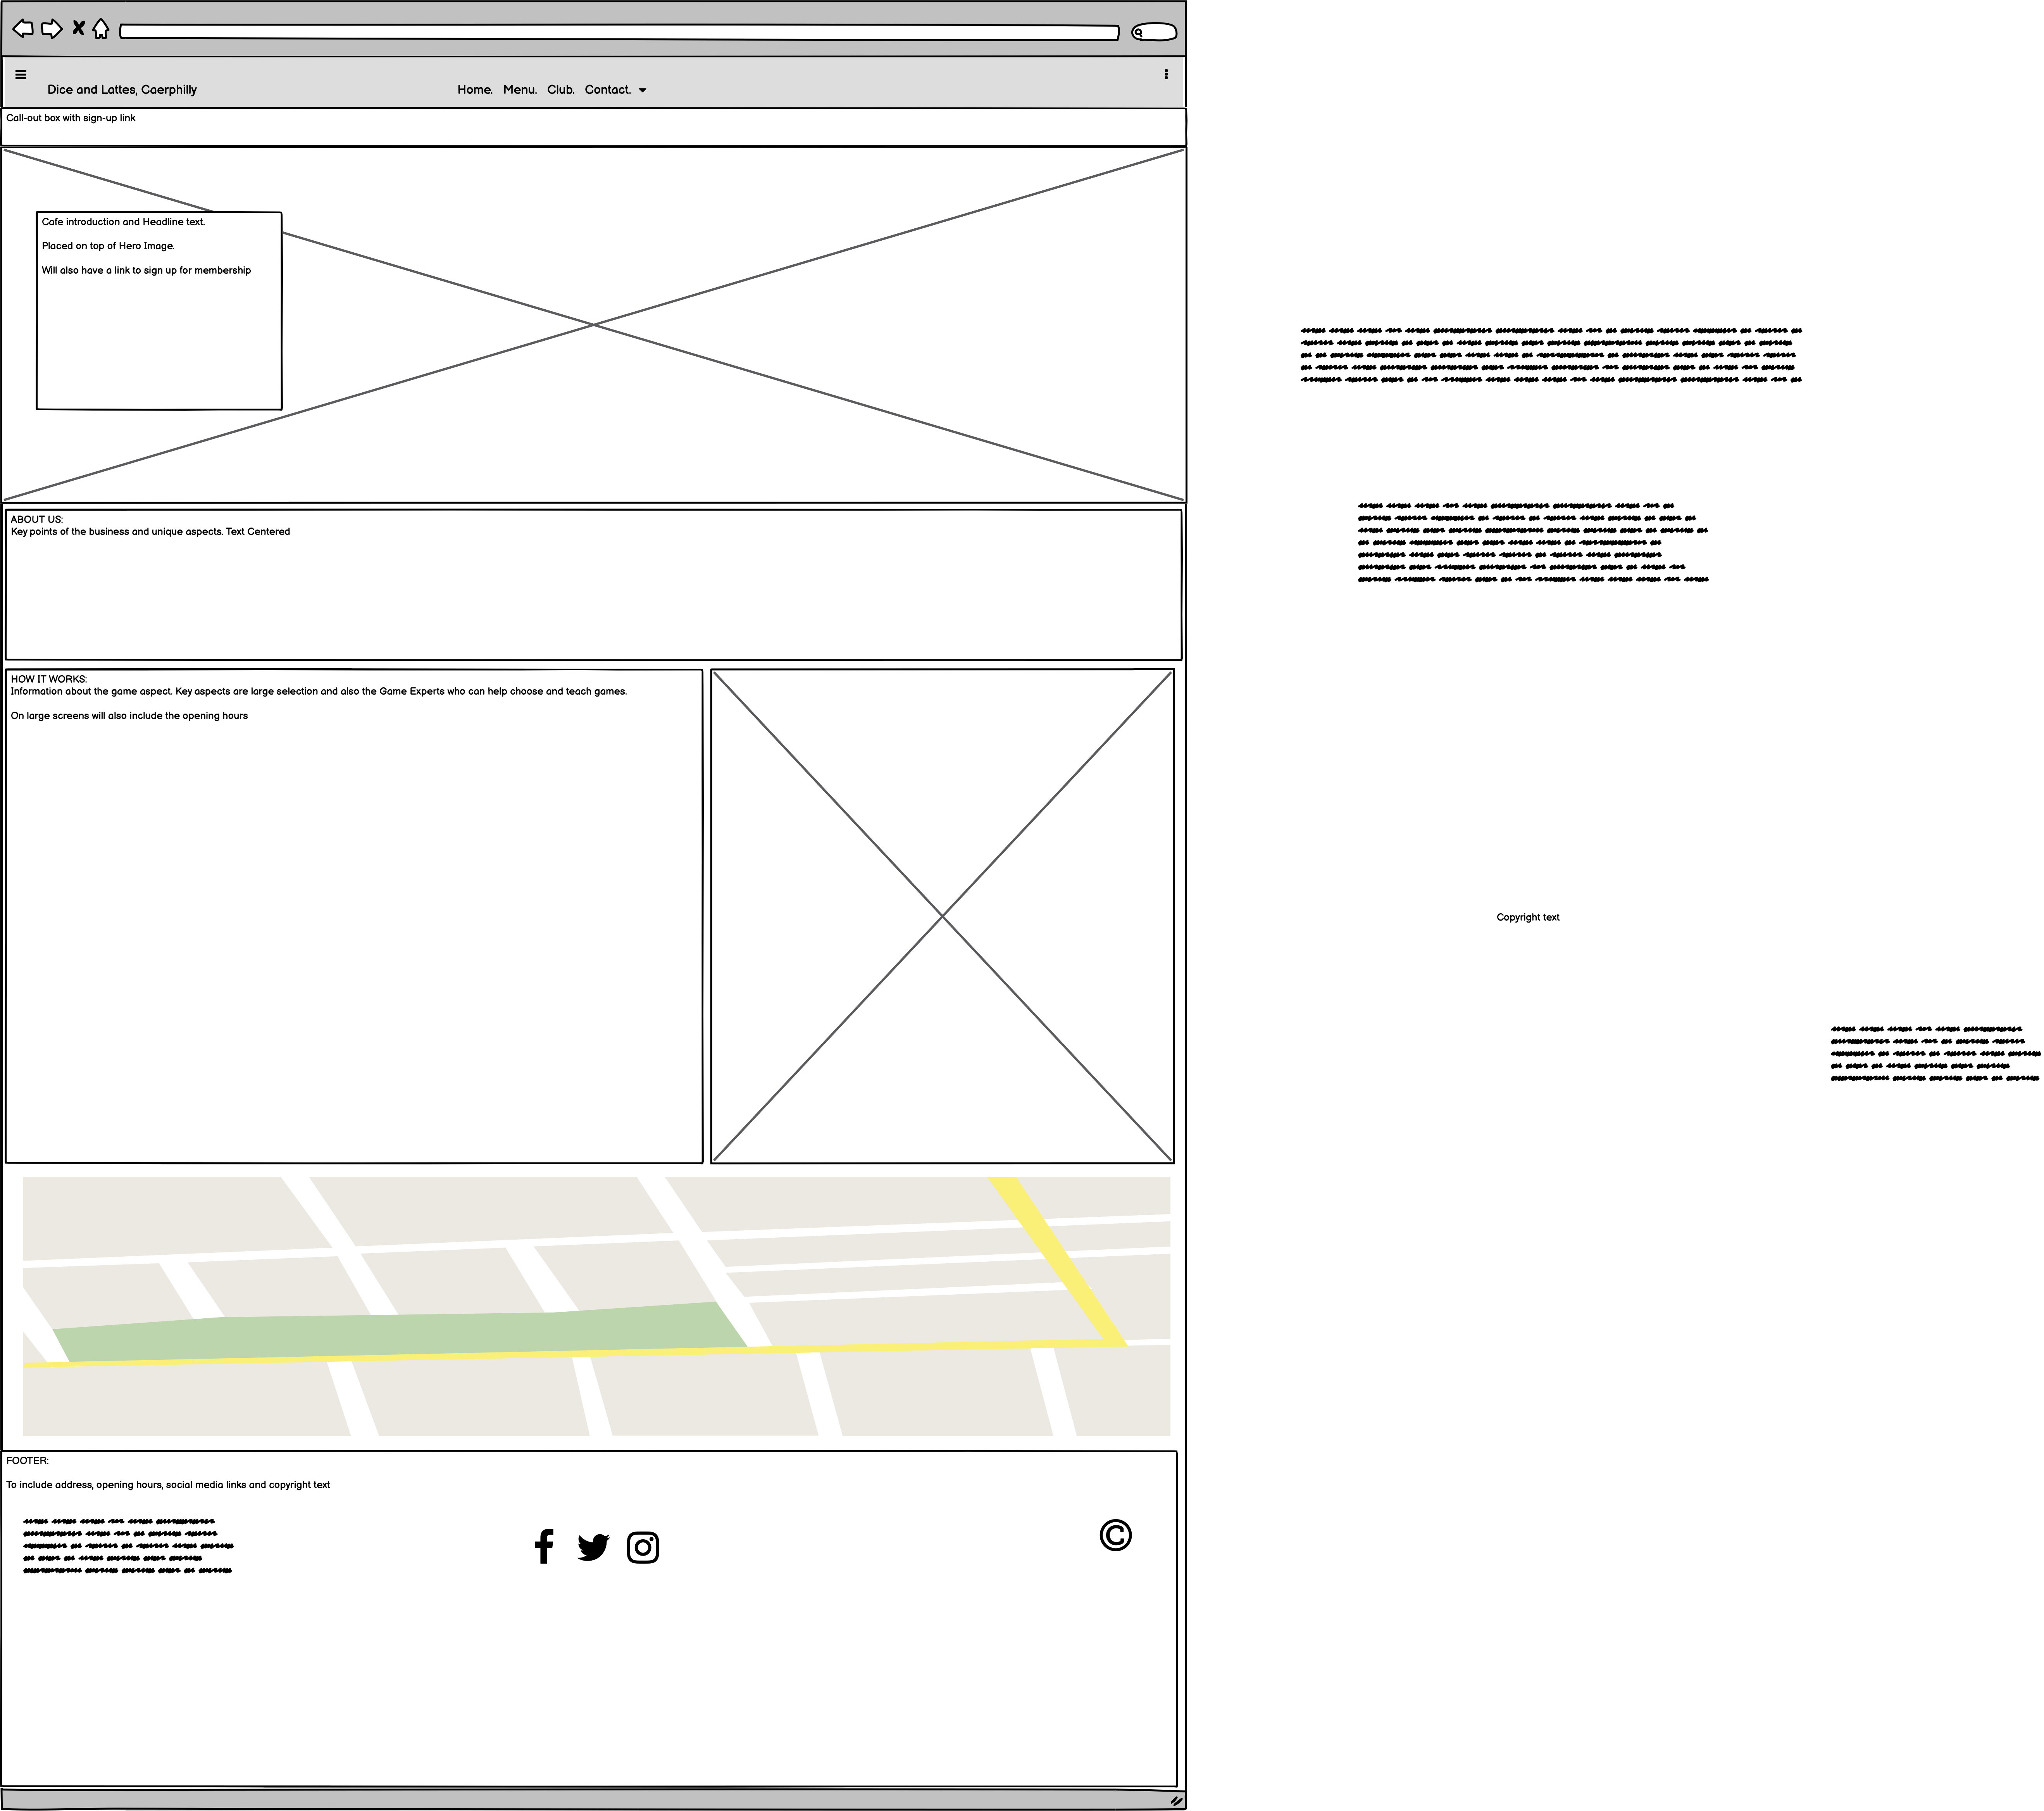 Dice and Lattes, Caerphilly
Home. Menu. Club. Contact.
Call-out box with sign-up link
Cafe introduction and Headline text.
Placed on top of Hero Image.
Will also have a link to sign up for membership
ABOUT US:
Key points of the business and unique aspects. Text Centered
HOW IT WORKS:
Information about the game aspect. Key aspects are large selection and also the Game Experts who can help choose and teach games.
On large screens will also include the opening hours
Copyright text
FOOTER:
To include address, opening hours, social media links and copyright text
©